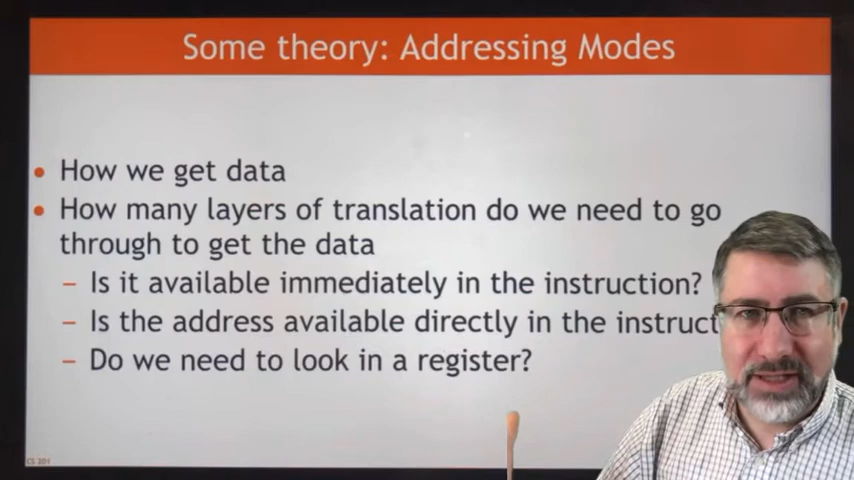 Some theory: Addressing Modes
How we get data
How many layers of translation do we need to go
through to get the data
– Is it available immediately in the instruction?
– Is the address available directly in the instruct
– Do we need to look in a register?
CS 301